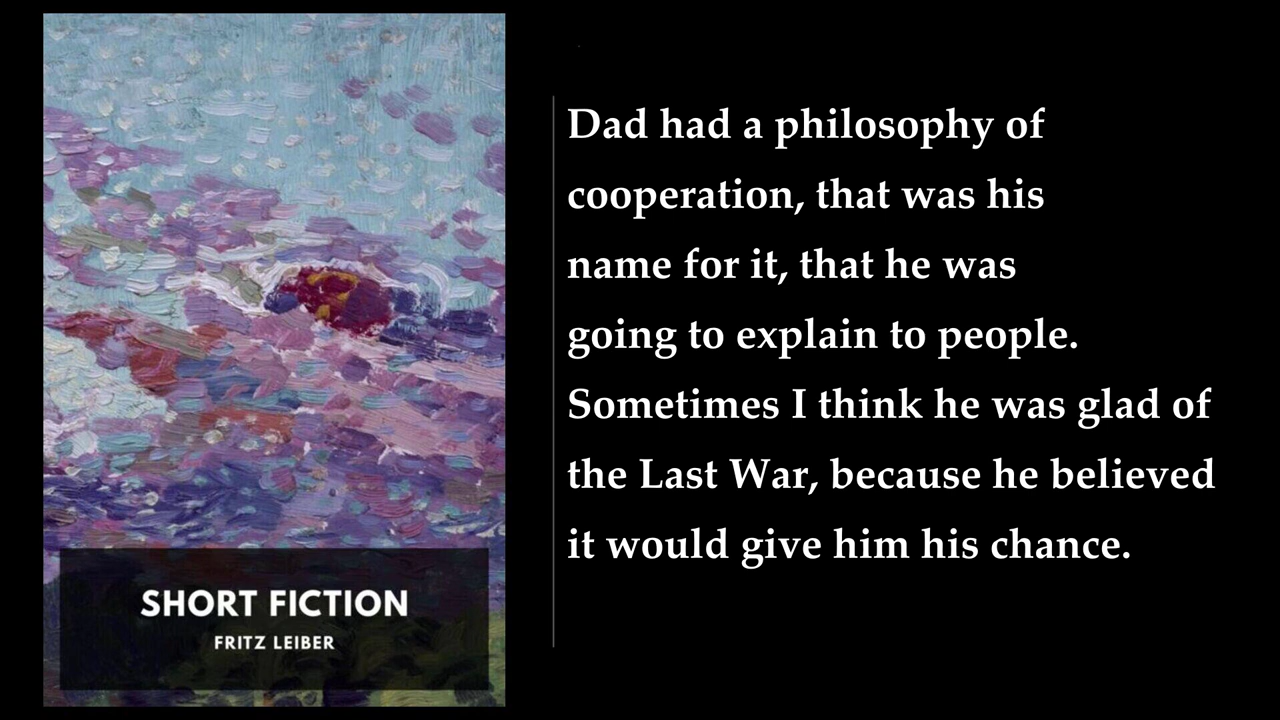 SHORT FICTION
FRITZ LEIBER
Dad had a philosophy of
cooperation, that was his
name for it, that he was
going to explain to people.
Sometimes I think he was glad of
the Last War, because he believed
it would give him his chance.